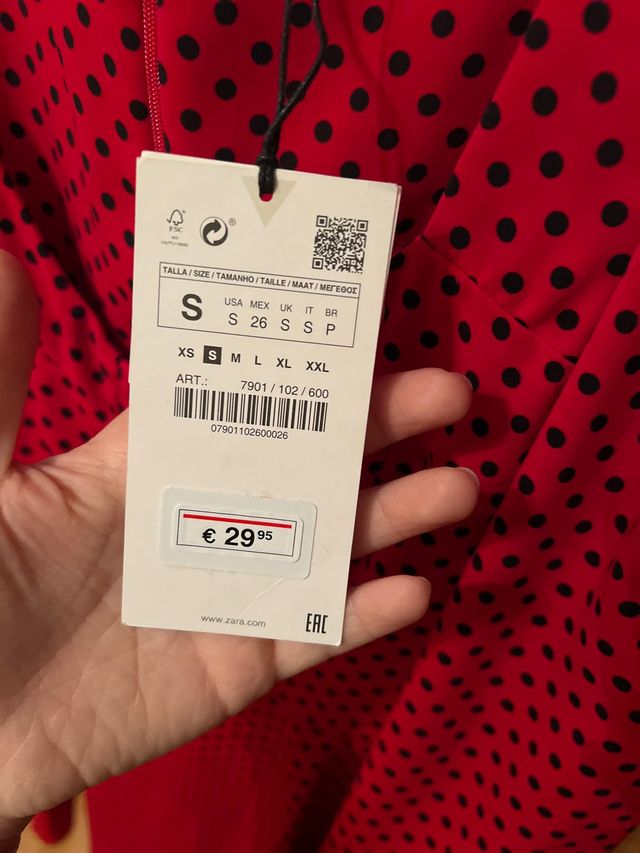 FSC
®
TALLA / SIZE / TAMANHO / TAILLE / MAAT / ΜΕΓΕΘΟΣ
S
USA MEX UK IT BR
S 26 S S P
XS S M L XL XXL
ART.: 7901 / 102 / 600
07901102600026
€ 29 95
www.zara.com
EAC